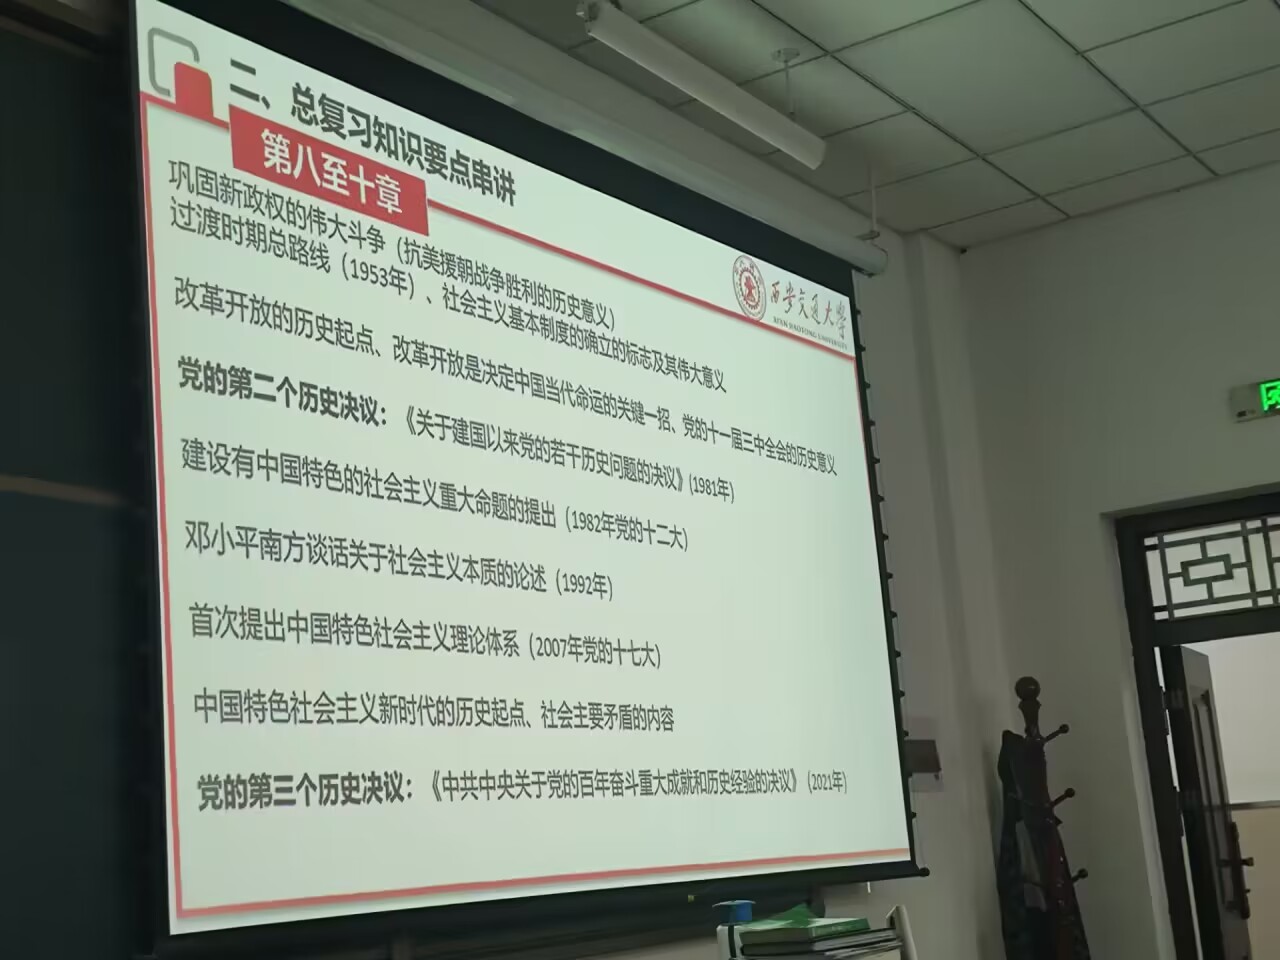 二、总复习知识要点串讲
第八至十章
西安交通大学
XI'AN JIAOTONG UNIVERSITY
巩固新政权的伟大斗争（抗美援朝战争胜利的历史意义）
过渡时期总路线（1953年）、社会主义基本制度的确立的标志及其伟大意义
改革开放的历史起点、改革开放是决定中国当代命运的关键一招、党的十一届三中全会的历史意义
党的第二个历史决议：《关于建国以来党的若干历史问题的决议》(1981年)
建设有中国特色的社会主义重大命题的提出（1982年党的十二大）
邓小平南方谈话关于社会主义本质的论述（1992年）
首次提出中国特色社会主义理论体系（2007年党的十七大）
中国特色社会主义新时代的历史起点、社会主要矛盾的内容
党的第三个历史决议：《中共中央关于党的百年奋斗重大成就和历史经验的决议》（2021年）